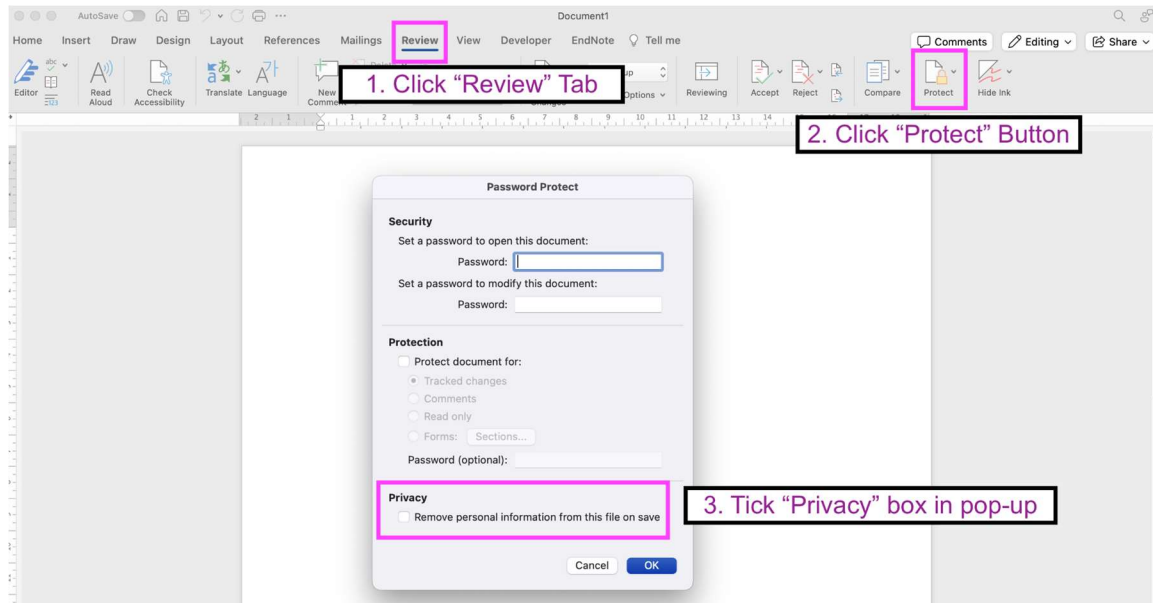 AutoSave
Document1
Home Insert Draw Design Layout References Mailings Review View Developer EndNote Tell me
Comments Editing Share
1. Click “Review” Tab
Editor
Read Aloud
Check Accessibility
Translate Language
New
Options
Reviewing
Accept Reject
Compare
Protect
Hide Ink
2. Click “Protect” Button
Password Protect
Security
Set a password to open this document:
Password:
Set a password to modify this document:
Password:
Protection
Protect document for:
Tracked changes
Comments
Read only
Forms: Sections...
Password (optional):
Privacy
Remove personal information from this file on save
3. Tick “Privacy” box in pop-up
Cancel OK